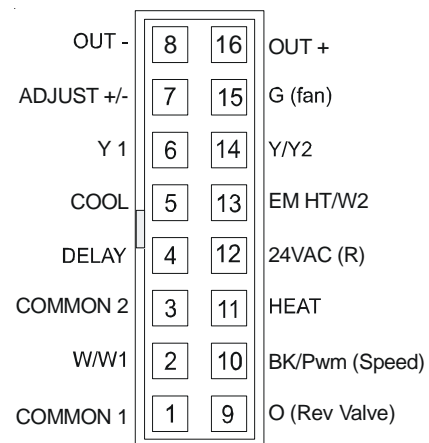 OUT - 8 16 OUT +
ADJUST +/- 7 15 G (fan)
Y 1 6 14 Y/Y2
COOL 5 13 EM HT/W2
DELAY 4 12 24VAC (R)
COMMON 2 3 11 HEAT
W/W1 2 10 BK/Pwm (Speed)
COMMON 1 1 9 O (Rev Valve)